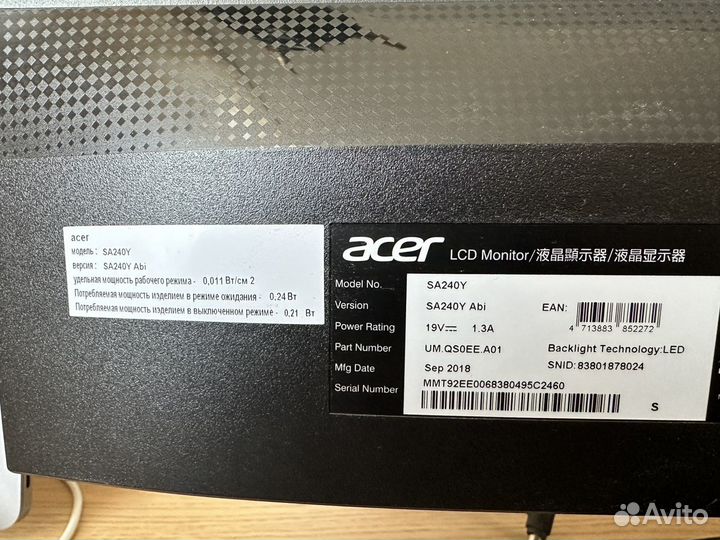 acer
модель : SA240Y
версия : SA240Y Abi
удельная мощность рабочего режима - 0,011 Вт/см 2
Потребляемая мощность изделием в режиме ожидания - 0,24 Вт
Потребляемая мощность изделием в выключенном режиме - 0,21 Вт
acer LCD Monitor/液晶顯示器/液晶显示器
Model No. SA240Y
Version SA240Y Abi EAN: 4 713883 852272
Power Rating 19V⎓ 1.3A
Part Number UM.QS0EE.A01 Backlight Technology:LED
Mfg Date Sep 2018 SNID:83801878024
Serial Number MMT92EE0068380495C2460
S
Avito